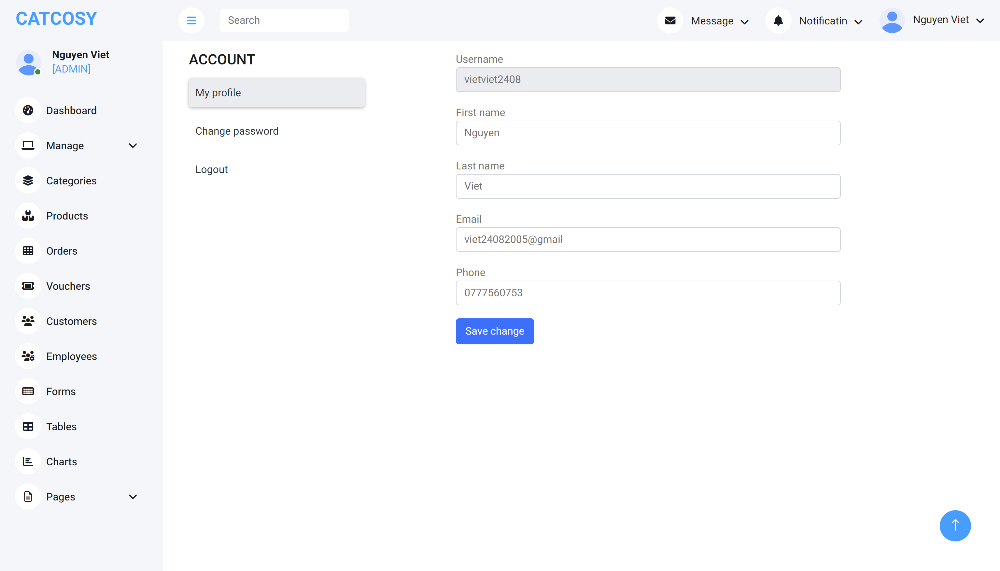 CATCOSY
Search
Message
Notificatin
Nguyen Viet
Nguyen Viet
[ADMIN]
Dashboard
Manage
Categories
Products
Orders
Vouchers
Customers
Employees
Forms
Tables
Charts
Pages
ACCOUNT
My profile
Change password
Logout
Username
vietviet2408
First name
Nguyen
Last name
Viet
Email
viet24082005@gmail
Phone
0777560753
Save change